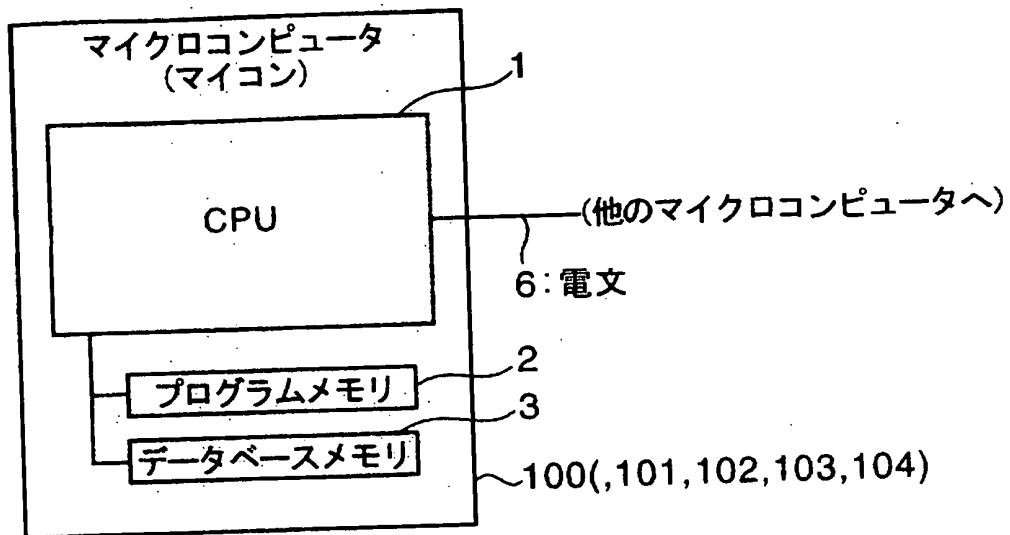 マイクロコンピュータ
(マイコン)
1
CPU
(他のマイクロコンピュータへ)
6:電文
2
プログラムメモリ
3
データベースメモリ
100(,101,102,103,104)